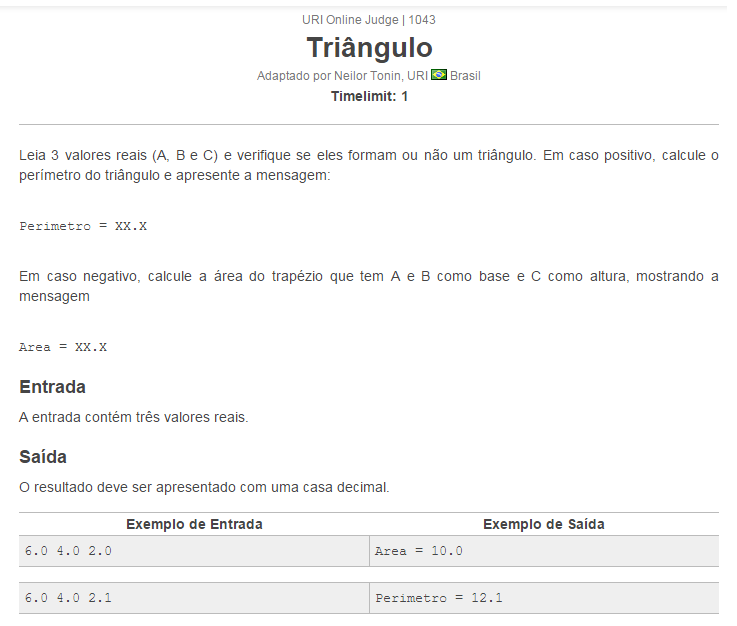 URI Online Judge | 1043
Triângulo
Adaptado por Neilor Tonin, URI Brasil
Timelimit: 1
Leia 3 valores reais (A, B e C) e verifique se eles formam ou não um triângulo. Em caso positivo, calcule o
perímetro do triângulo e apresente a mensagem:
Perimetro = XX.X
Em caso negativo, calcule a área do trapézio que tem A e B como base e C como altura, mostrando a
mensagem
Area = XX.X
Entrada
A entrada contém três valores reais.
Saída
O resultado deve ser apresentado com uma casa decimal.
Exemplo de Entrada Exemplo de Saída
6.0 4.0 2.0 Area = 10.0
6.0 4.0 2.1 Perimetro = 12.1